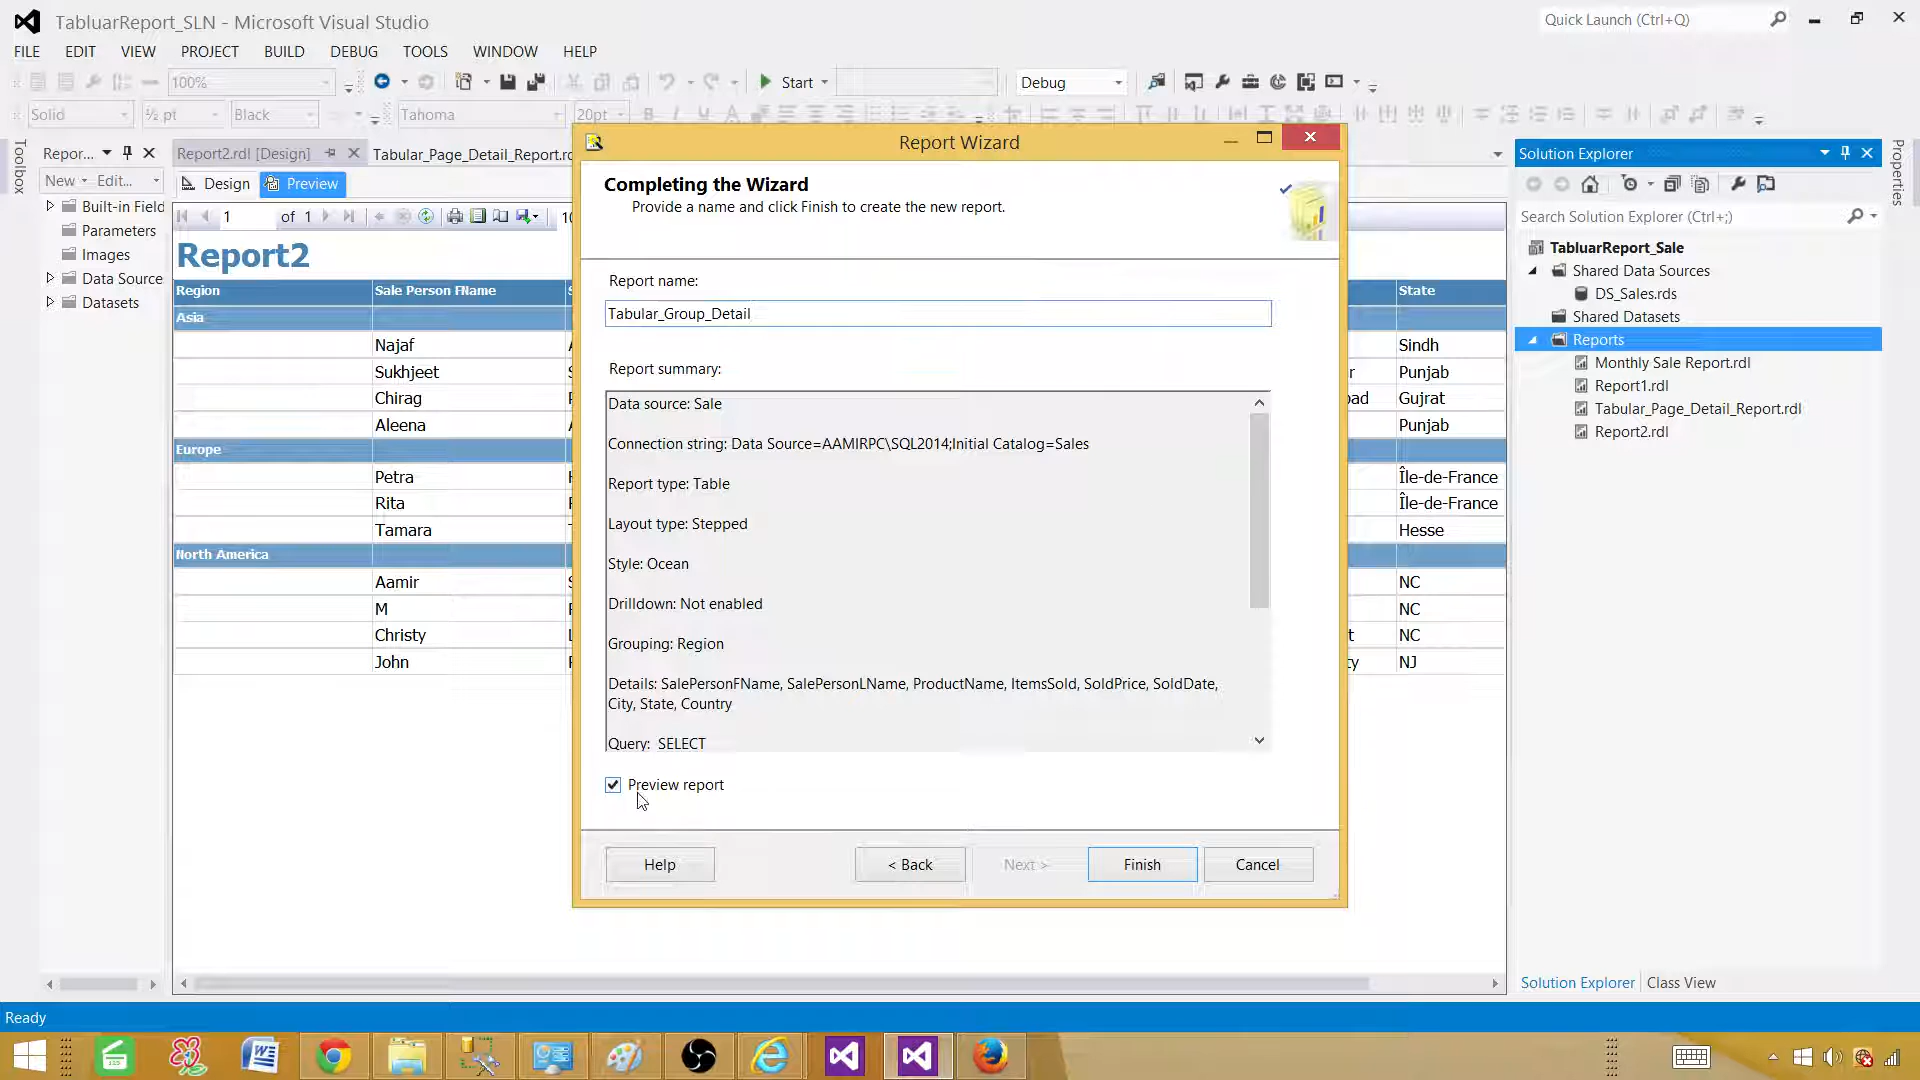 TabluarReport_SLN - Microsoft Visual Studio
Quick Launch (Ctrl+Q)
FILE EDIT VIEW PROJECT BUILD DEBUG TOOLS WINDOW HELP
100% Start Debug
Solid ½ pt Black Tahoma 20pt
Toolbox
Repor...
New Edit...
Built-in Field
Parameters
Images
Data Source
Datasets
Report2.rdl [Design] Tabular_Page_Detail_Report.r
Design Preview
1 of 1
Report2
Region Sale Person FName State
Asia
Najaf Sindh
Sukhjeet Punjab
Chirag Gujrat
Aleena Punjab
Europe
Petra Île-de-France
Rita Île-de-France
Tamara Hesse
North America
Aamir NC
M NC
Christy NC
John NJ
Report Wizard
Completing the Wizard
Provide a name and click Finish to create the new report.
Report name:
Tabular_Group_Detail
Report summary:
Data source: Sale
Connection string: Data Source=AAMIRPC\SQL2014;Initial Catalog=Sales
Report type: Table
Layout type: Stepped
Style: Ocean
Drilldown: Not enabled
Grouping: Region
Details: SalePersonFName, SalePersonLName, ProductName, ItemsSold, SoldPrice, SoldDate,
City, State, Country
Query: SELECT
Preview report
Help < Back Next > Finish Cancel
Solution Explorer
Search Solution Explorer (Ctrl+;)
TabluarReport_Sale
Shared Data Sources
DS_Sales.rds
Shared Datasets
Reports
Monthly Sale Report.rdl
Report1.rdl
Tabular_Page_Detail_Report.rdl
Report2.rdl
Solution Explorer Class View
Properties
Ready